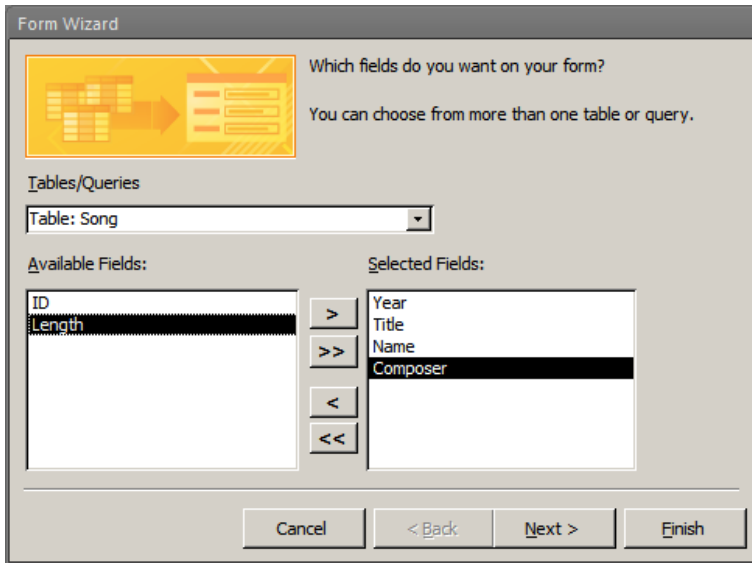 Form Wizard
Which fields do you want on your form?
You can choose from more than one table or query.
Tables/Queries
Table: Song
Available Fields:
Selected Fields:
ID
Length
>
>>
<
<<
Year
Title
Name
Composer
Cancel
< Back
Next >
Finish